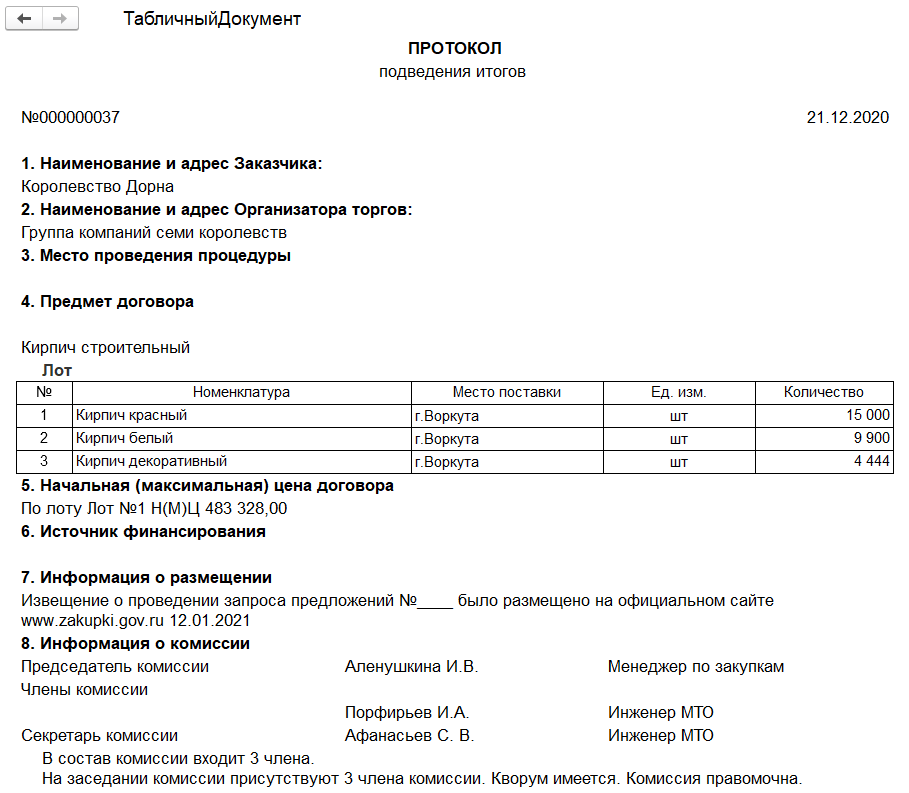 ТабличныйДокумент
ПРОТОКОЛ
подведения итогов
№000000037 21.12.2020
1. Наименование и адрес Заказчика:
Королевство Дорна
2. Наименование и адрес Организатора торгов:
Группа компаний семи королевств
3. Место проведения процедуры
4. Предмет договора
Кирпич строительный
Лот
№ Номенклатура Место поставки Ед. изм. Количество
1 Кирпич красный г.Воркута шт 15 000
2 Кирпич белый г.Воркута шт 9 900
3 Кирпич декоративный г.Воркута шт 4 444
5. Начальная (максимальная) цена договора
По лоту Лот №1 Н(М)Ц 483 328,00
6. Источник финансирования
7. Информация о размещении
Извещение о проведении запроса предложений №____ было размещено на официальном сайте
www.zakupki.gov.ru 12.01.2021
8. Информация о комиссии
Председатель комиссии Аленушкина И.В. Менеджер по закупкам
Члены комиссии
Порфирьев И.А. Инженер МТО
Секретарь комиссии Афанасьев С. В. Инженер МТО
В состав комиссии входит 3 члена.
На заседании комиссии присутствуют 3 члена комиссии. Кворум имеется. Комиссия правомочна.